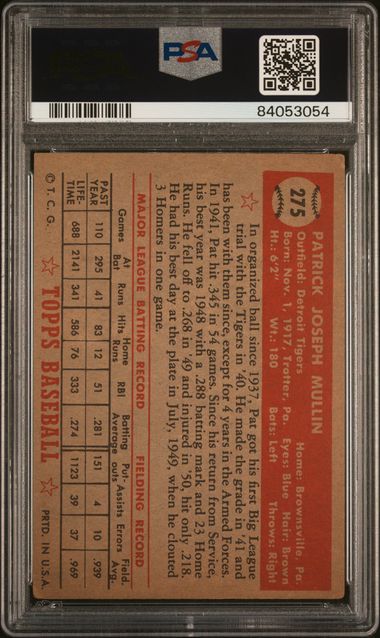 PSA
84053054
275
PATRICK JOSEPH MULLIN
Outfield: Detroit Tigers Home: Brownsville, Pa.
Born: Nov. 1, 1917, Trotter, Pa. Eyes: Blue Hair: Brown
Ht.: 6'2" Wt.: 180 Bats: Left Throws: Right
In organized ball since 1937, Pat got his first Big League
trial with the Tigers in '40. He made the grade in '41 and
has been with them since, except for 4 years in the Armed Forces.
In 1941, Pat hit .345 in 54 games. Since his return from Service,
his best year was 1948 with a .288 batting mark and 23 Home
Runs. He fell off to .268 in '49 and injured in '50, hit only .218.
He had his best day at the plate in July, 1949, when he clouted
3 Homers in one game.
MAJOR LEAGUE BATTING RECORD FIELDING RECORD
Games At Bat Runs Hits Home Runs RBI Batting Average Put-outs Assists Errors Field. Avg.
PAST YEAR 110 295 41 83 12 51 .281 151 4 10 .939
LIFE-TIME 688 2141 341 586 76 333 .274 1123 39 37 .969
© T. C. G. TOPPS BASEBALL PRTD. IN U.S.A.